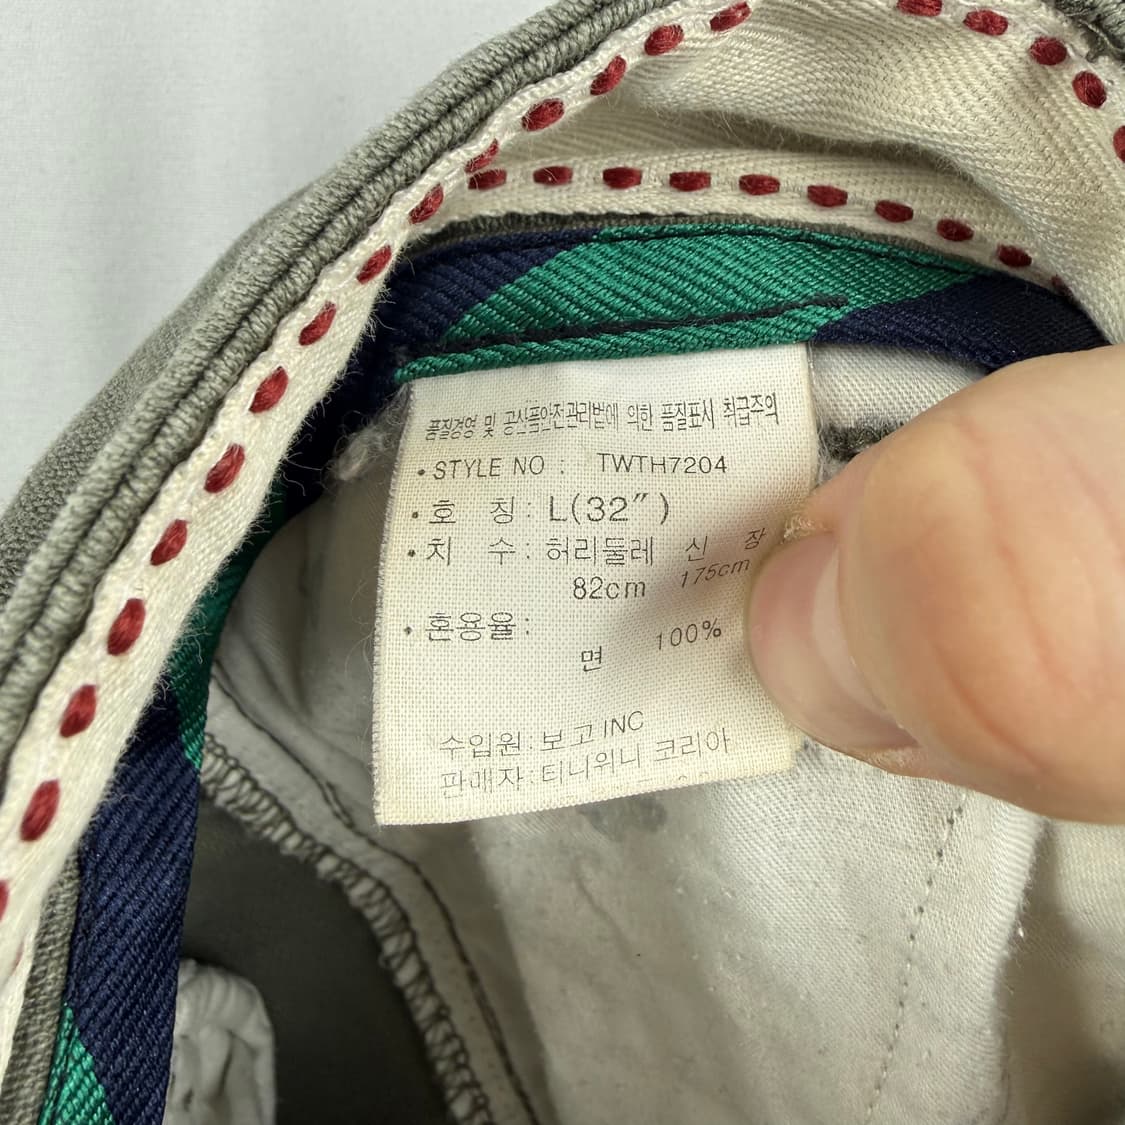 품질경영 및 공산품안전관리법에 의한 품질표시 취급주의
• STYLE NO : TWTH7204
• 호 칭 : L(32")
• 치 수 : 허리둘레 신 장
82cm 175cm
• 혼용율 :
면 100%
수입원 : 보고 INC
판매자 : 티니위니 코리아